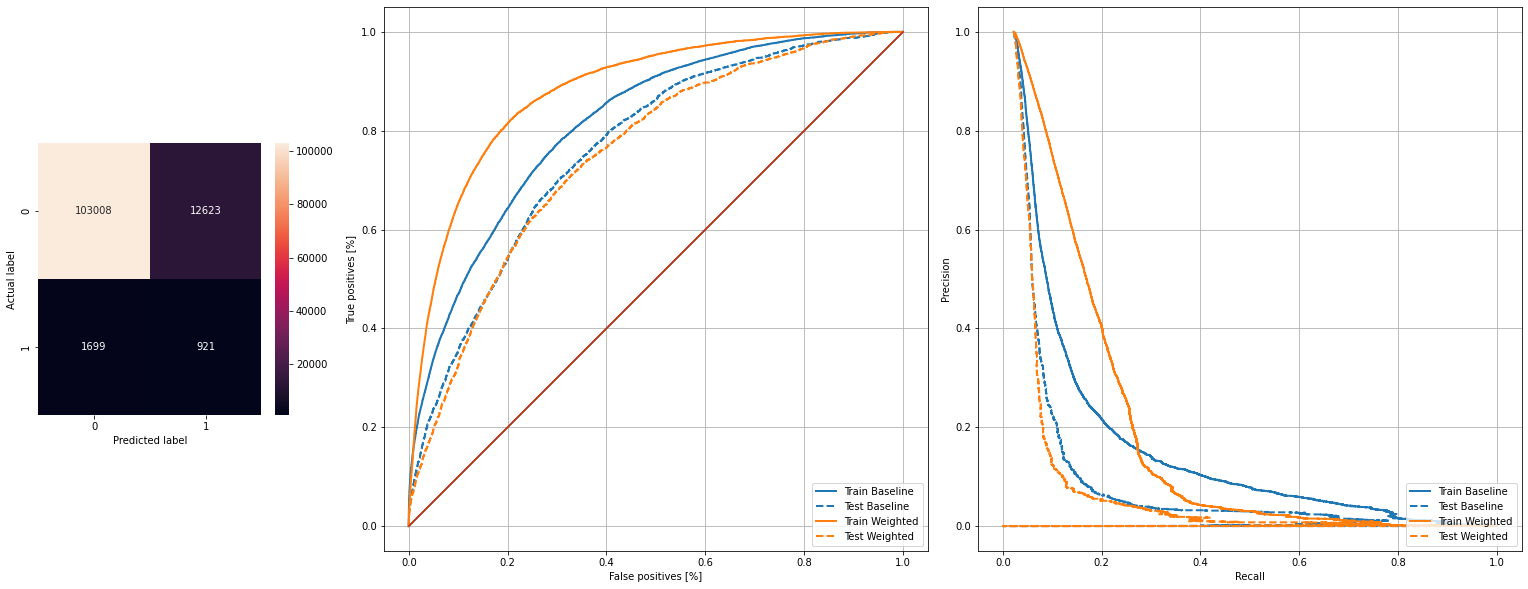 0
1
Actual label
103008
12623
1699
921
0
1
Predicted label
100000
80000
60000
40000
20000
True positives [%]
1.0
0.8
0.6
0.4
0.2
0.0
0.0
0.2
0.4
0.6
0.8
1.0
False positives [%]
Train Baseline
Test Baseline
Train Weighted
Test Weighted
Precision
1.0
0.8
0.6
0.4
0.2
0.0
0.0
0.2
0.4
0.6
0.8
1.0
Recall
Train Baseline
Test Baseline
Train Weighted
Test Weighted